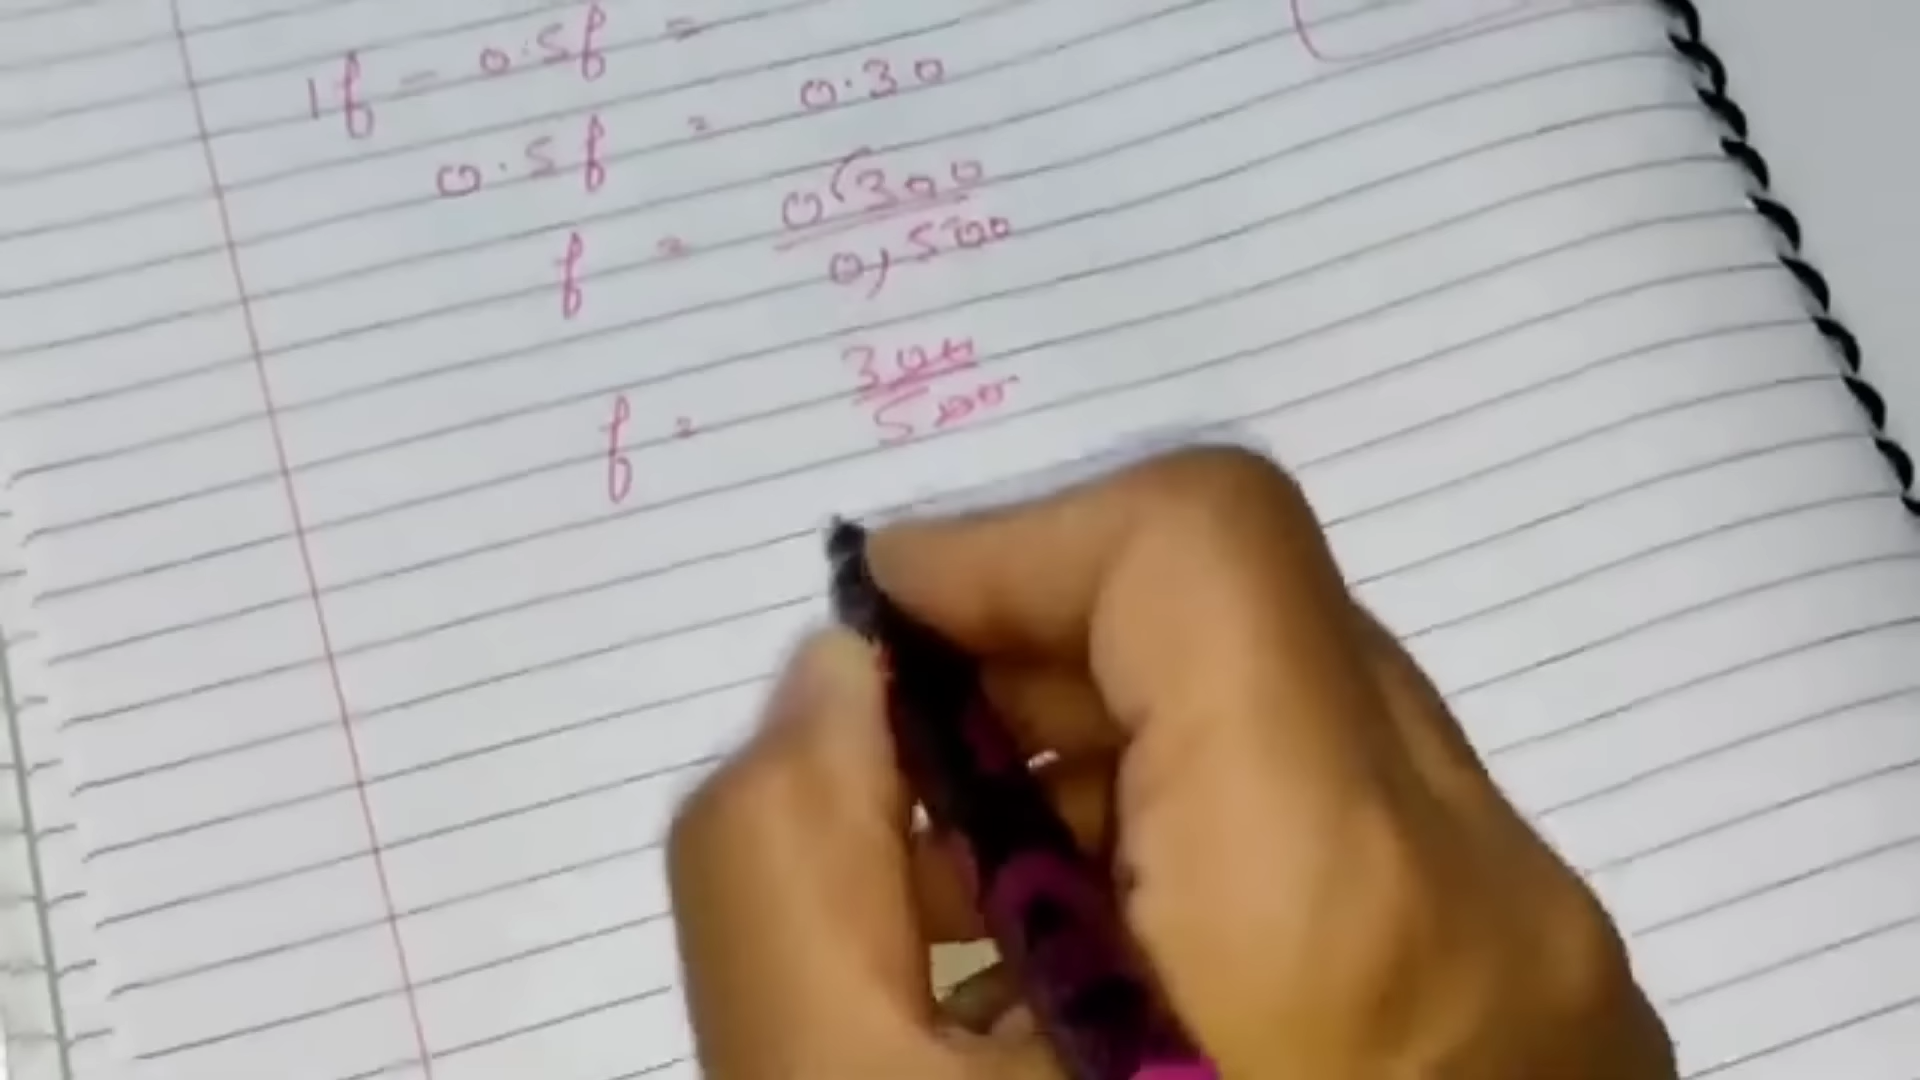 1f - 0.5f =
0.5f = 0.30
f = 0.300 / 0.500
f = 300 / 500